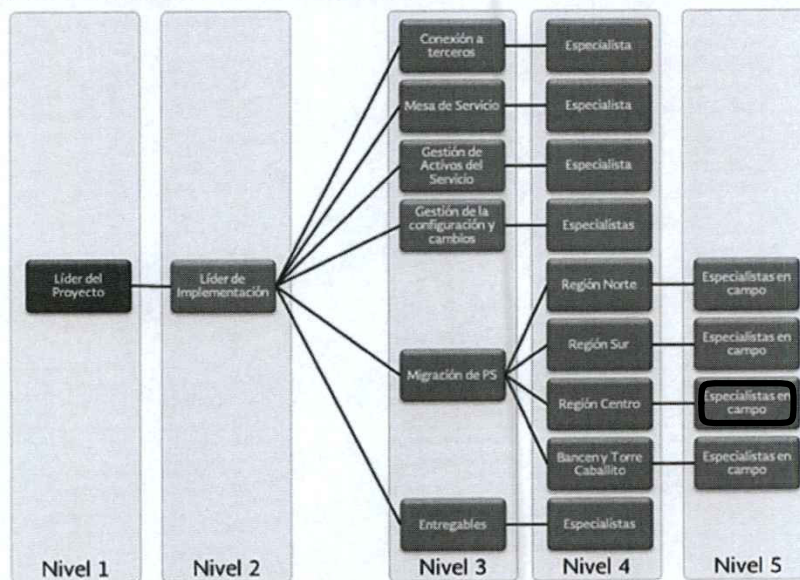 Conexión a
terceros
Especialista
Mesa de Servicio
Especialista
Gestión de
Activos del
Servicio
Especialista
Gestión de la
configuración y
cambios
Especialistas
Líder del
Proyecto
Líder de
Implementación
Migración de PS
Región Norte
Especialistas en
campo
Región Sur
Especialistas en
campo
Región Centro
Especialistas en
campo
Bancen y Torre
Caballito
Especialistas en
campo
Entregables
Especialistas
Nivel 1
Nivel 2
Nivel 3
Nivel 4
Nivel 5